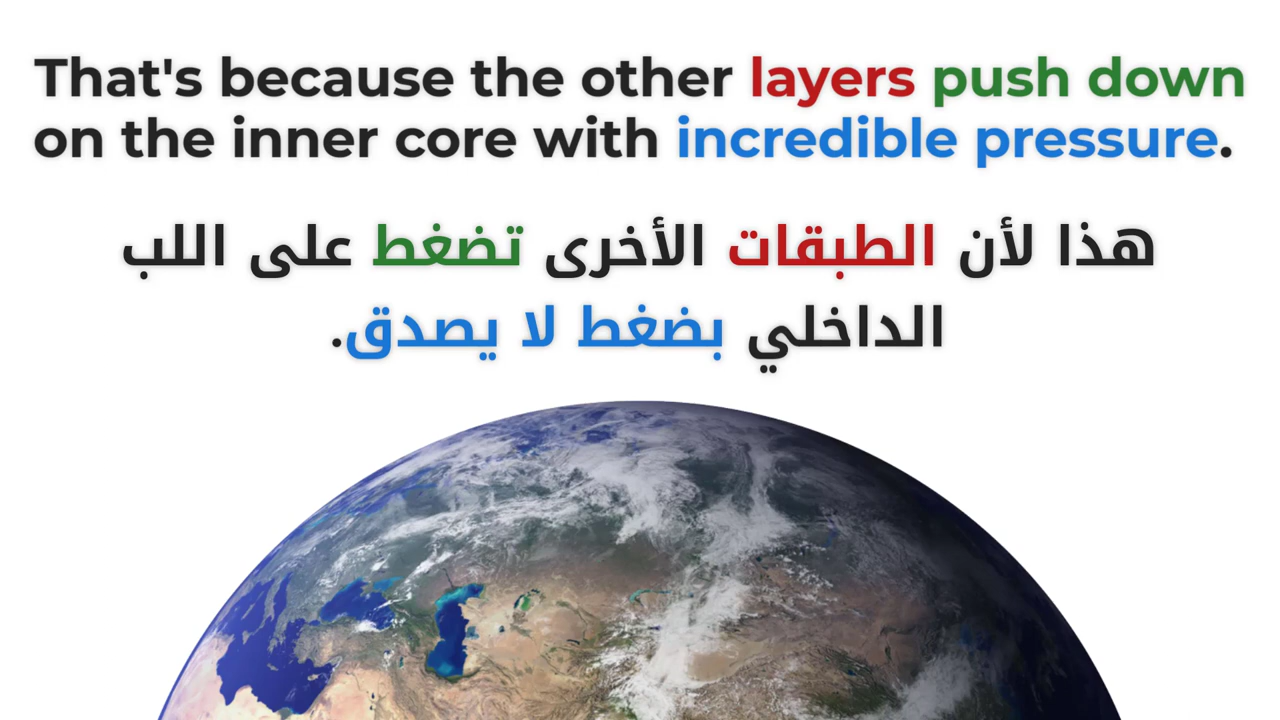 That's because the other layers push down
on the inner core with incredible pressure.
هذا لأن الطبقات الأخرى تضغط على اللب
الداخلي بضغط لا يصدق.